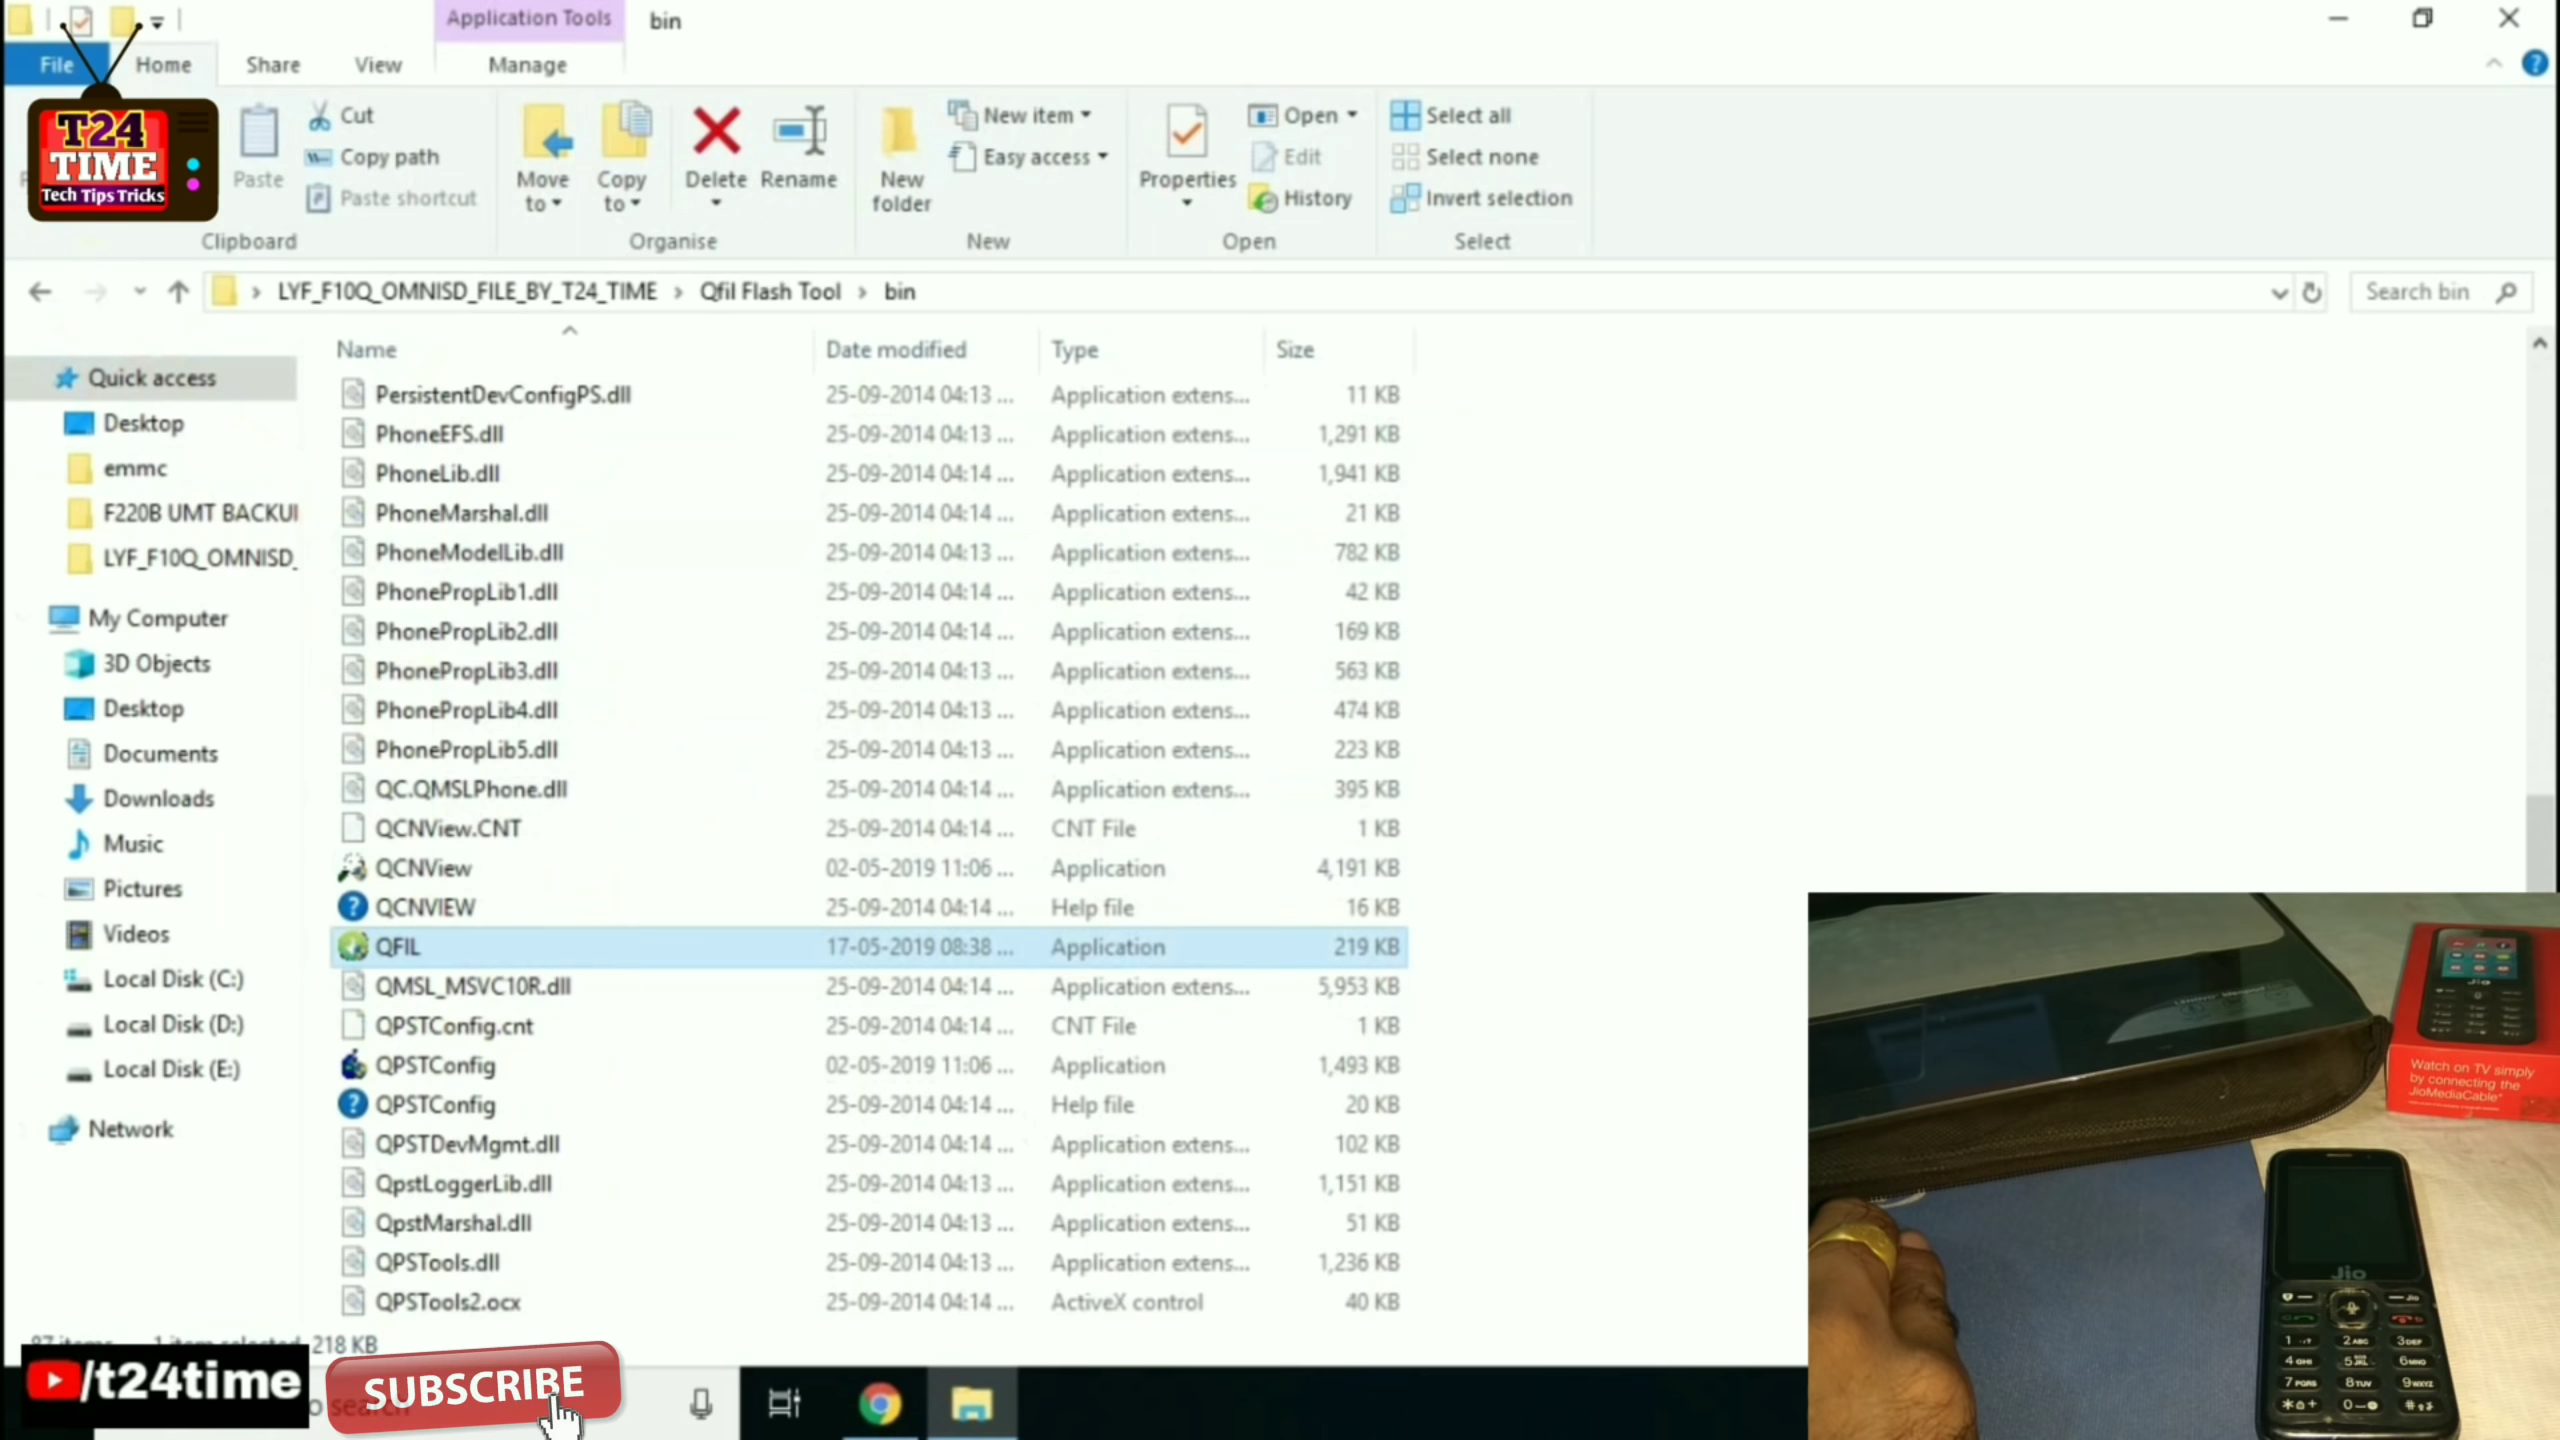 Application Tools
bin
File
Home
Share
View
Manage
T24
TIME
Tech Tips Tricks
Paste
Cut
Copy path
Paste shortcut
Clipboard
Move to
Copy to
Delete
Rename
Organise
New folder
New item
Easy access
New
Properties
Open
Edit
History
Open
Select all
Select none
Invert selection
Select
LYF_F10Q_OMNISD_FILE_BY_T24_TIME > Qfil Flash Tool > bin
Search bin
Quick access
Desktop
emmc
F220B UMT BACKUI
LYF_F10Q_OMNISD_
My Computer
3D Objects
Desktop
Documents
Downloads
Music
Pictures
Videos
Local Disk (C:)
Local Disk (D:)
Local Disk (E:)
Network
Name Date modified Type Size
PersistentDevConfigPS.dll 25-09-2014 04:13 ... Application extens... 11 KB
PhoneEFS.dll 25-09-2014 04:13 ... Application extens... 1,291 KB
PhoneLib.dll 25-09-2014 04:14 ... Application extens... 1,941 KB
PhoneMarshal.dll 25-09-2014 04:14 ... Application extens... 21 KB
PhoneModelLib.dll 25-09-2014 04:13 ... Application extens... 782 KB
PhonePropLib1.dll 25-09-2014 04:14 ... Application extens... 42 KB
PhonePropLib2.dll 25-09-2014 04:14 ... Application extens... 169 KB
PhonePropLib3.dll 25-09-2014 04:13 ... Application extens... 563 KB
PhonePropLib4.dll 25-09-2014 04:13 ... Application extens... 474 KB
PhonePropLib5.dll 25-09-2014 04:13 ... Application extens... 223 KB
QC.QMSLPhone.dll 25-09-2014 04:14 ... Application extens... 395 KB
QCNView.CNT 25-09-2014 04:14 ... CNT File 1 KB
QCNView 02-05-2019 11:06 ... Application 4,191 KB
QCNVIEW 25-09-2014 04:14 ... Help file 16 KB
QFIL 17-05-2019 08:38 ... Application 219 KB
QMSL_MSVC10R.dll 25-09-2014 04:14 ... Application extens... 5,953 KB
QPSTConfig.cnt 25-09-2014 04:14 ... CNT File 1 KB
QPSTConfig 02-05-2019 11:06 ... Application 1,493 KB
QPSTConfig 25-09-2014 04:14 ... Help file 20 KB
QPSTDevMgmt.dll 25-09-2014 04:14 ... Application extens... 102 KB
QpstLoggerLib.dll 25-09-2014 04:13 ... Application extens... 1,151 KB
QpstMarshal.dll 25-09-2014 04:13 ... Application extens... 51 KB
QPSTools.dll 25-09-2014 04:13 ... Application extens... 1,236 KB
QPSTools2.ocx 25-09-2014 04:14 ... ActiveX control 40 KB
87 items 1 item selected 218 KB
/t24time
SUBSCRIBE
o search
Jio
Watch on TV simply
by connecting the
JioMediaCable*
Jio